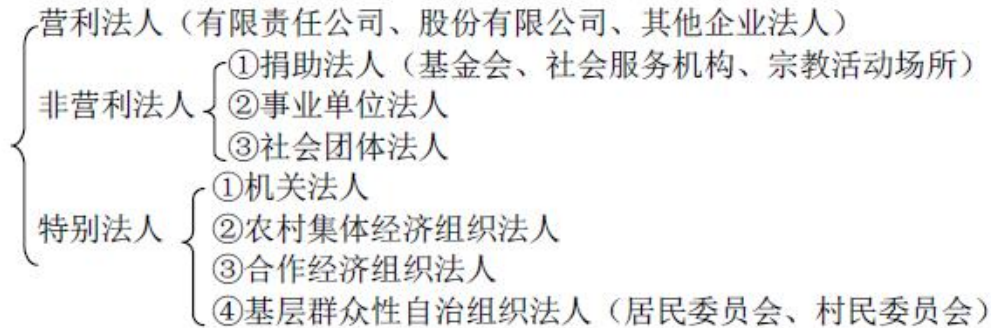 营利法人（有限责任公司、股份有限公司、其他企业法人）
①捐助法人（基金会、社会服务机构、宗教活动场所）
非营利法人 ②事业单位法人
③社会团体法人
①机关法人
特别法人 ②农村集体经济组织法人
③合作经济组织法人
④基层群众性自治组织法人（居民委员会、村民委员会）